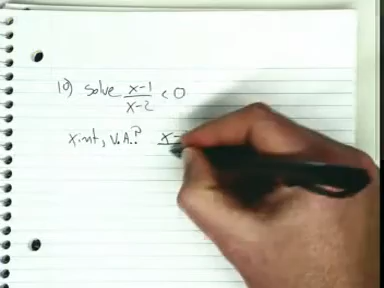 10) solve x-1/x-2 < 0
x int, V.A.? x-